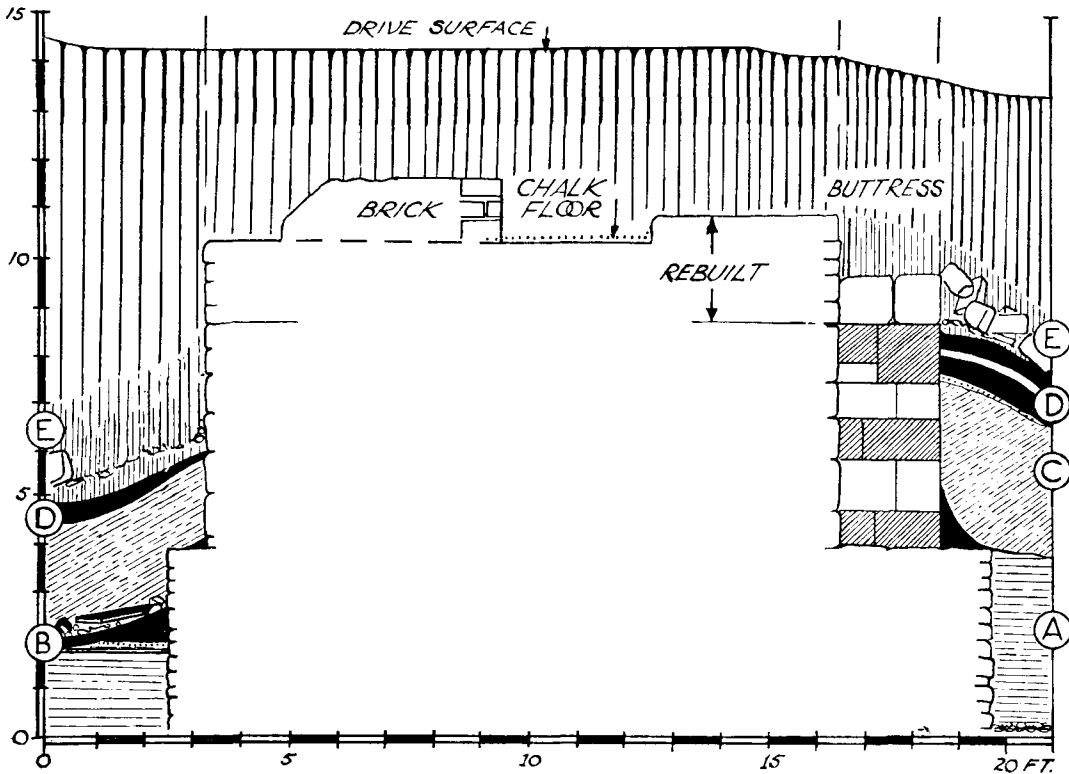 15
DRIVE SURFACE
CHALK
FLOOR
BUTTRESS
BRICK
10
REBUILT
E
E
D
C
5
D
B
A
0
0
5
10
15
20 FT.